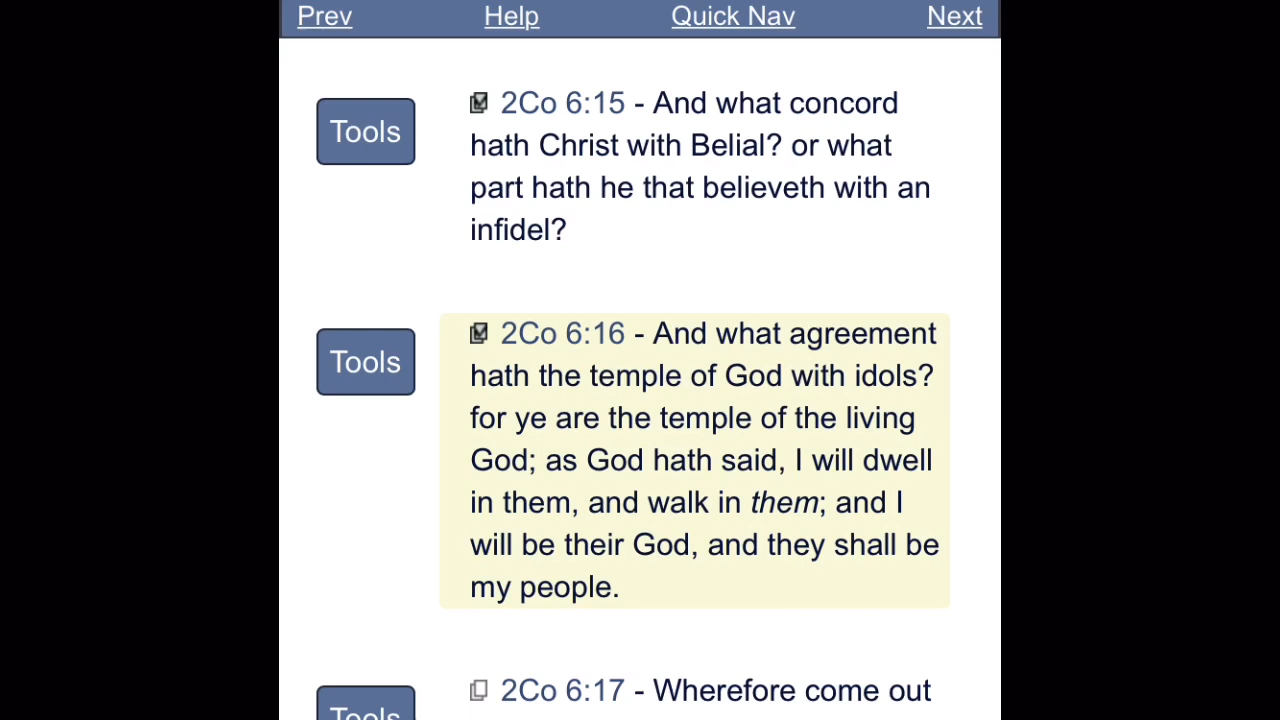 Prev Help Quick Nav Next
Tools
2Co 6:15 - And what concord
hath Christ with Belial? or what
part hath he that believeth with an
infidel?
Tools
2Co 6:16 - And what agreement
hath the temple of God with idols?
for ye are the temple of the living
God; as God hath said, I will dwell
in them, and walk in them; and I
will be their God, and they shall be
my people.
Tools
2Co 6:17 - Wherefore come out